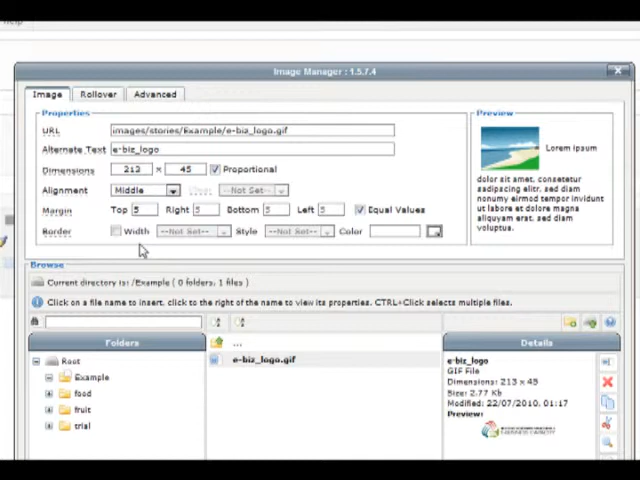 Help
Image Manager : 1.5.7.4
Image Rollover Advanced
Properties
URL images/stories/Example/e-biz_logo.gif
Alternate Text e-biz_logo
Dimensions 213 x 45 Proportional
Alignment Middle Clear --Not Set--
Margin Top 5 Right 5 Bottom 5 Left 5 Equal Values
Border Width --Not Set-- Style --Not Set-- Color
Preview
Lorem ipsum
dolor sit amet, consetetur
sadipscing elitr, sed diam
nonumy eirmod tempor invidunt
ut labore et dolore magna
aliquyam erat, sed diam
voluptua.
Browse
Current directory is: /Example ( 0 folders, 1 files )
Click on a file name to insert, click to the right of the name to view its properties. CTRL+Click selects multiple files.
Folders
Root
Example
food
fruit
trial
...
e-biz_logo.gif
Details
e-biz_logo
GIF File
Dimensions: 213 x 45
Size: 2.77 Kb
Modified: 22/07/2010, 01:17
Preview: